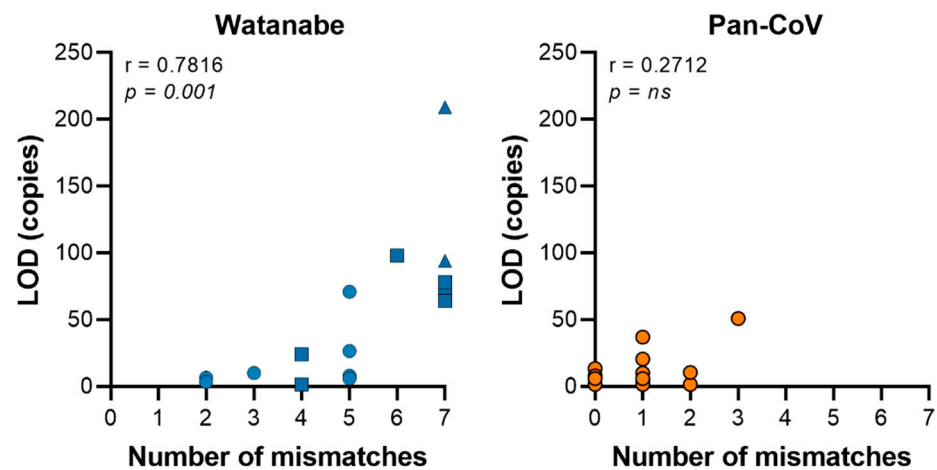 Watanabe
r = 0.7816
p = 0.001
LOD (copies)
250
200
150
100
50
0
0 1 2 3 4 5 6 7
Number of mismatches
Pan-CoV
r = 0.2712
p = ns
LOD (copies)
250
200
150
100
50
0
0 1 2 3 4 5 6 7
Number of mismatches